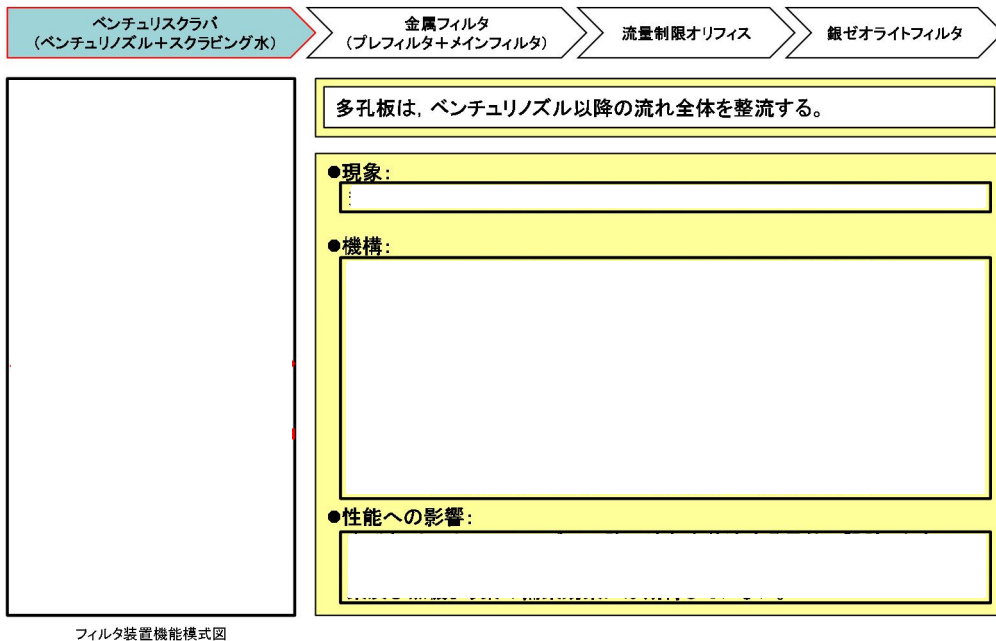 ベンチュリスクラバ
(ベンチュリノズル+スクラビング水)
金属フィルタ
(プレフィルタ+メインフィルタ)
流量制限オリフィス
銀ゼオライトフィルタ
多孔板は,ベンチュリノズル以降の流れ全体を整流する。
●現象:
●機構:
●性能への影響:
フィルタ装置機能模式図